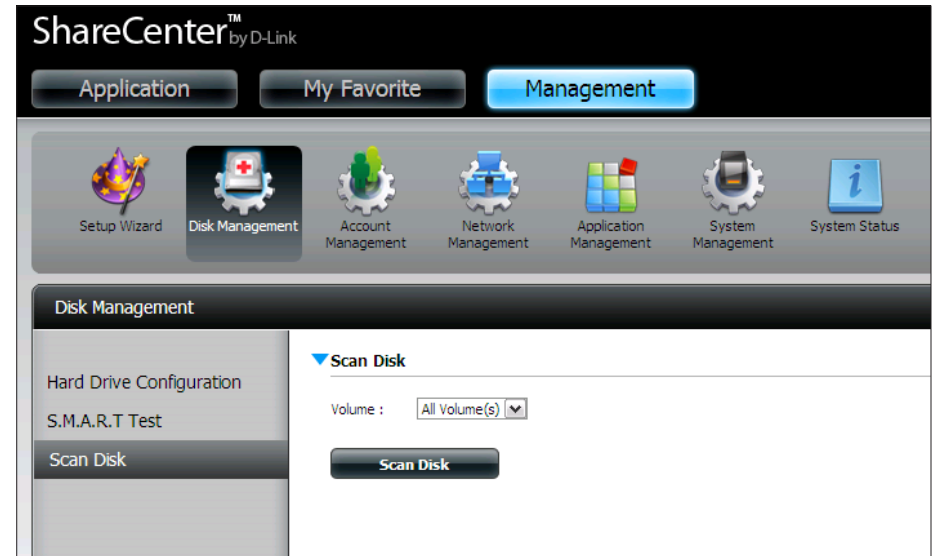 ShareCenter™ by D-Link
Application My Favorite Management
Setup Wizard Disk Management Account Management Network Management Application Management System Management System Status
Disk Management
Hard Drive Configuration
S.M.A.R.T Test
Scan Disk
Scan Disk
Volume : All Volume(s)
Scan Disk